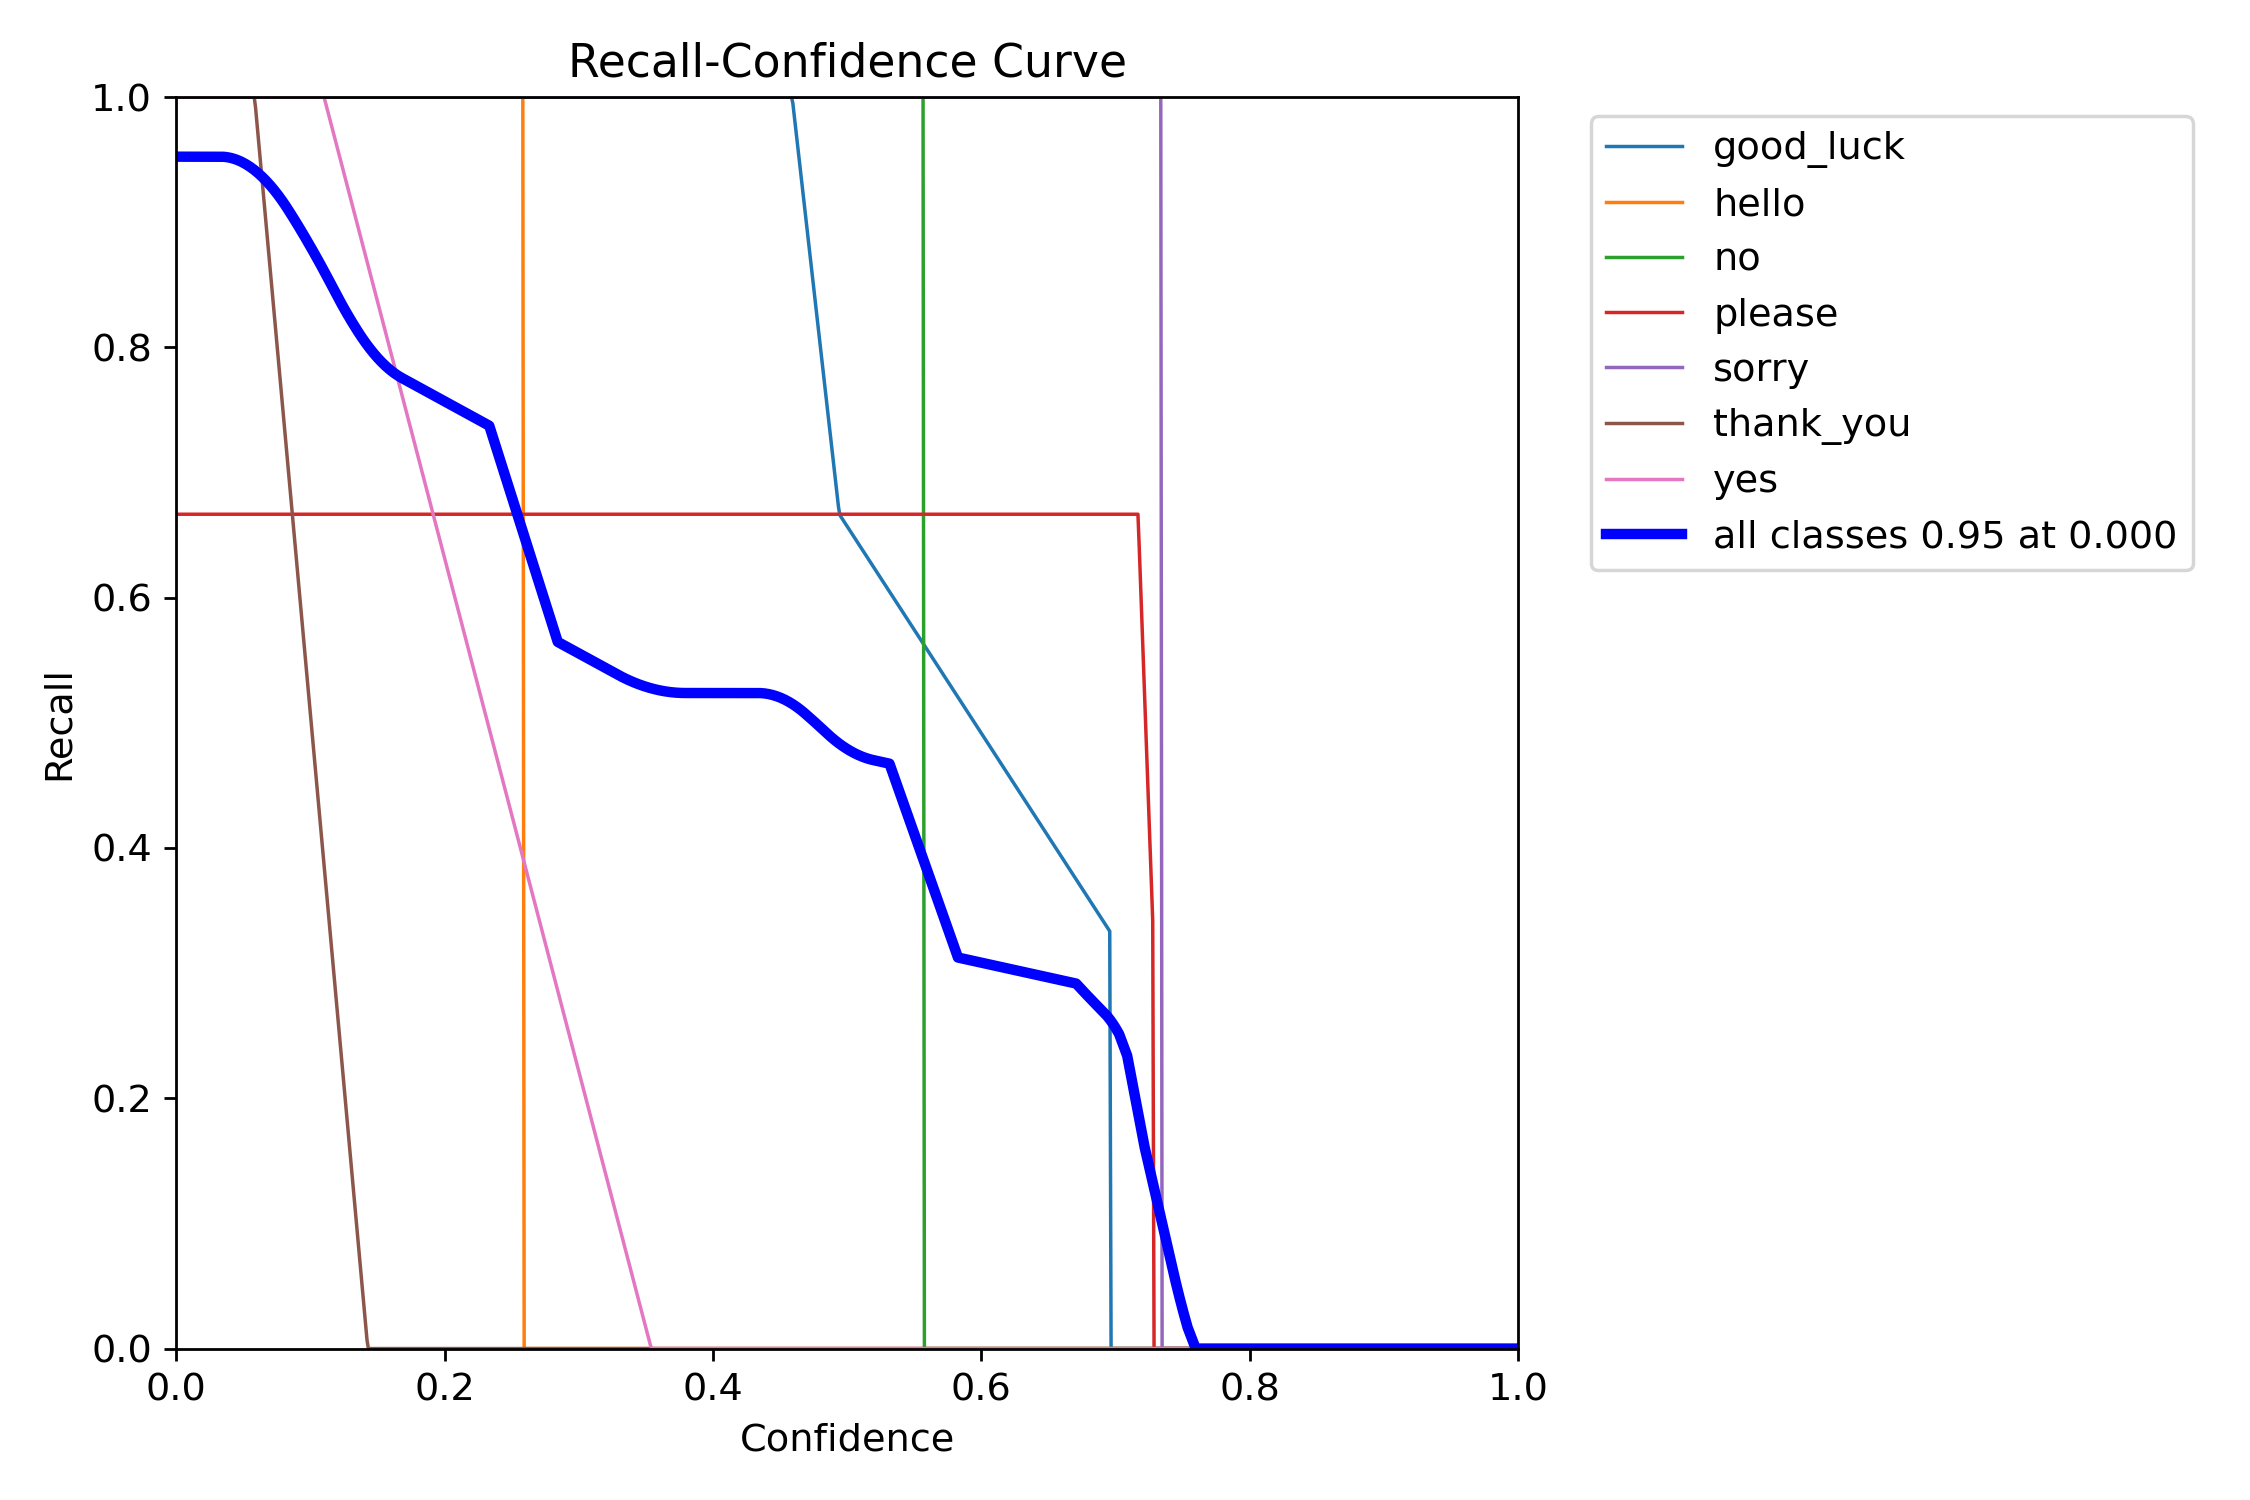 Recall-Confidence Curve
1.0
0.8
0.6
0.4
0.2
0.0
Recall
0.0 0.2 0.4 0.6 0.8 1.0
Confidence
good_luck
hello
no
please
sorry
thank_you
yes
all classes 0.95 at 0.000